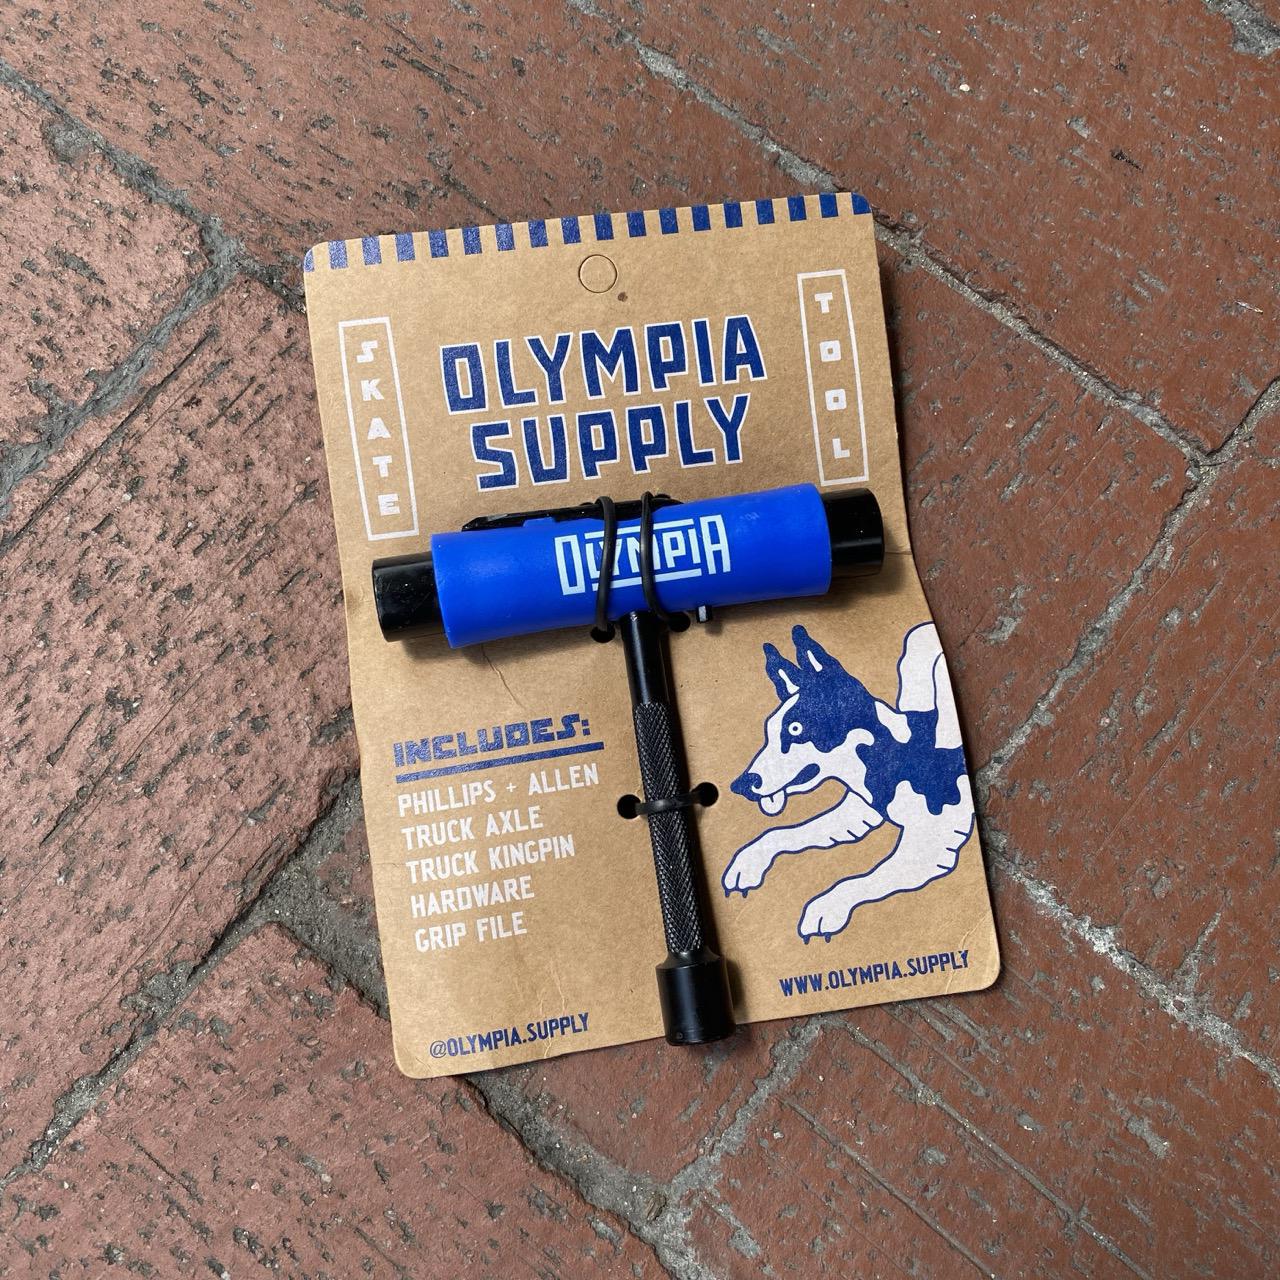 SKATE
OLYMPIA
SUPPLY
TOOL
OLYMPIA
INCLUDES:
PHILLIPS + ALLEN
TRUCK AXLE
TRUCK KINGPIN
HARDWARE
GRIP FILE
WWW.OLYMPIA.SUPPLY
@OLYMPIA.SUPPLY